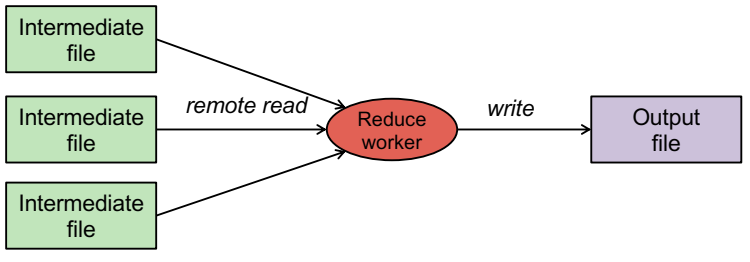 Intermediate
file
Intermediate
file
Intermediate
file
remote read
Reduce
worker
write
Output
file